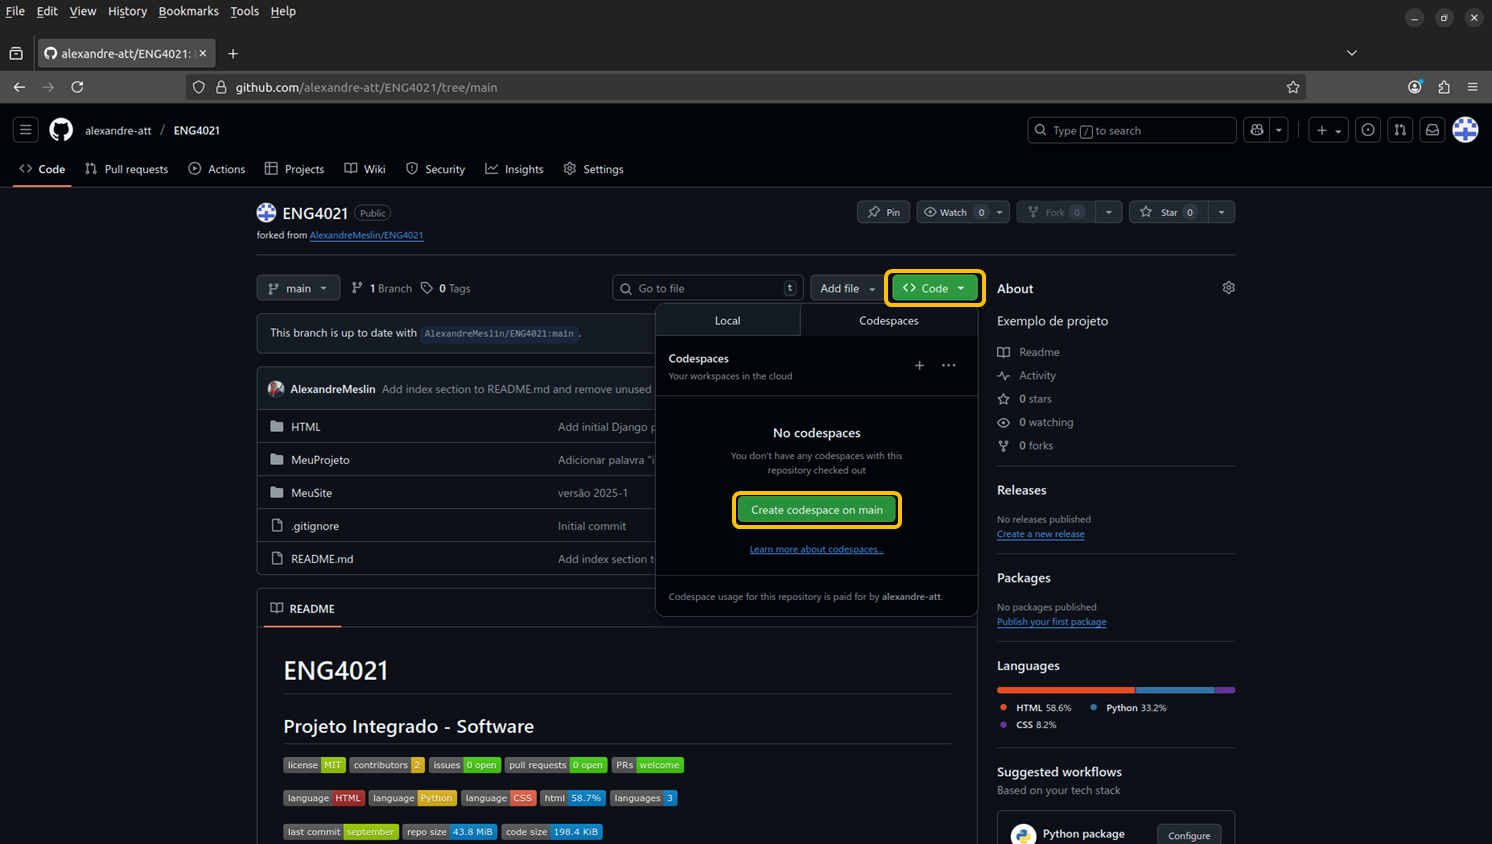 File Edit View History Bookmarks Tools Help
alexandre-att/ENG4021:
github.com/alexandre-att/ENG4021/tree/main
alexandre-att / ENG4021
Type / to search
Code Pull requests Actions Projects Wiki Security Insights Settings
ENG4021 Public
Pin Watch 0 Fork 0 Star 0
forked from AlexandreMeslin/ENG4021
main 1 Branch 0 Tags Go to file t Add file Code
About
Local Codespaces
Exemplo de projeto
This branch is up to date with AlexandreMeslin/ENG4021:main .
Readme
Codespaces
Your workspaces in the cloud
Activity
AlexandreMeslin Add index section to README.md and remove unused
0 stars
HTML Add initial Django p
0 watching
No codespaces
0 forks
You don't have any codespaces with this
repository checked out
MeuProjeto Adicionar palavra "i
MeuSite versão 2025-1
Releases
Create codespace on main
No releases published
.gitignore Initial commit
Create a new release
Learn more about codespaces...
README.md Add index section to
Packages
Codespace usage for this repository is paid for by alexandre-att.
No packages published
README
Publish your first package
ENG4021
Languages
HTML 58.6% Python 33.2%
CSS 8.2%
Projeto Integrado - Software
license MIT contributors 2 issues 0 open pull requests 0 open PRs welcome
Suggested workflows
Based on your tech stack
language HTML language Python language CSS html 58.7% languages 3
last commit september repo size 43.8 MiB code size 198.4 KiB
Python package Configure